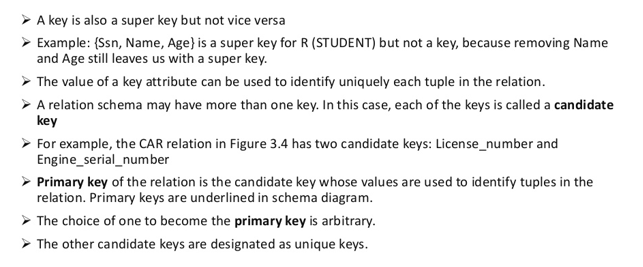 ➢ A key is also a super key but not vice versa
➢ Example: {Ssn, Name, Age} is a super key for R (STUDENT) but not a key, because removing Name
and Age still leaves us with a super key.
➢ The value of a key attribute can be used to identify uniquely each tuple in the relation.
➢ A relation schema may have more than one key. In this case, each of the keys is called a candidate
key
➢ For example, the CAR relation in Figure 3.4 has two candidate keys: License_number and
Engine_serial_number
➢ Primary key of the relation is the candidate key whose values are used to identify tuples in the
relation. Primary keys are underlined in schema diagram.
➢ The choice of one to become the primary key is arbitrary.
➢ The other candidate keys are designated as unique keys.